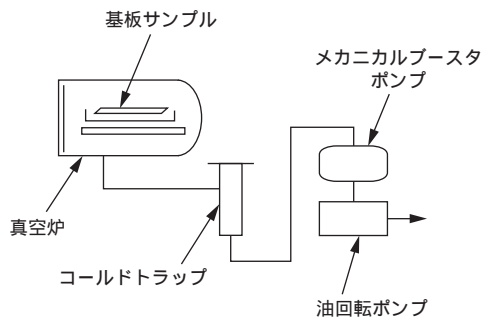 基板サンプル
メカニカルブースタ
ポンプ
真空炉
コールドトラップ
油回転ポンプ